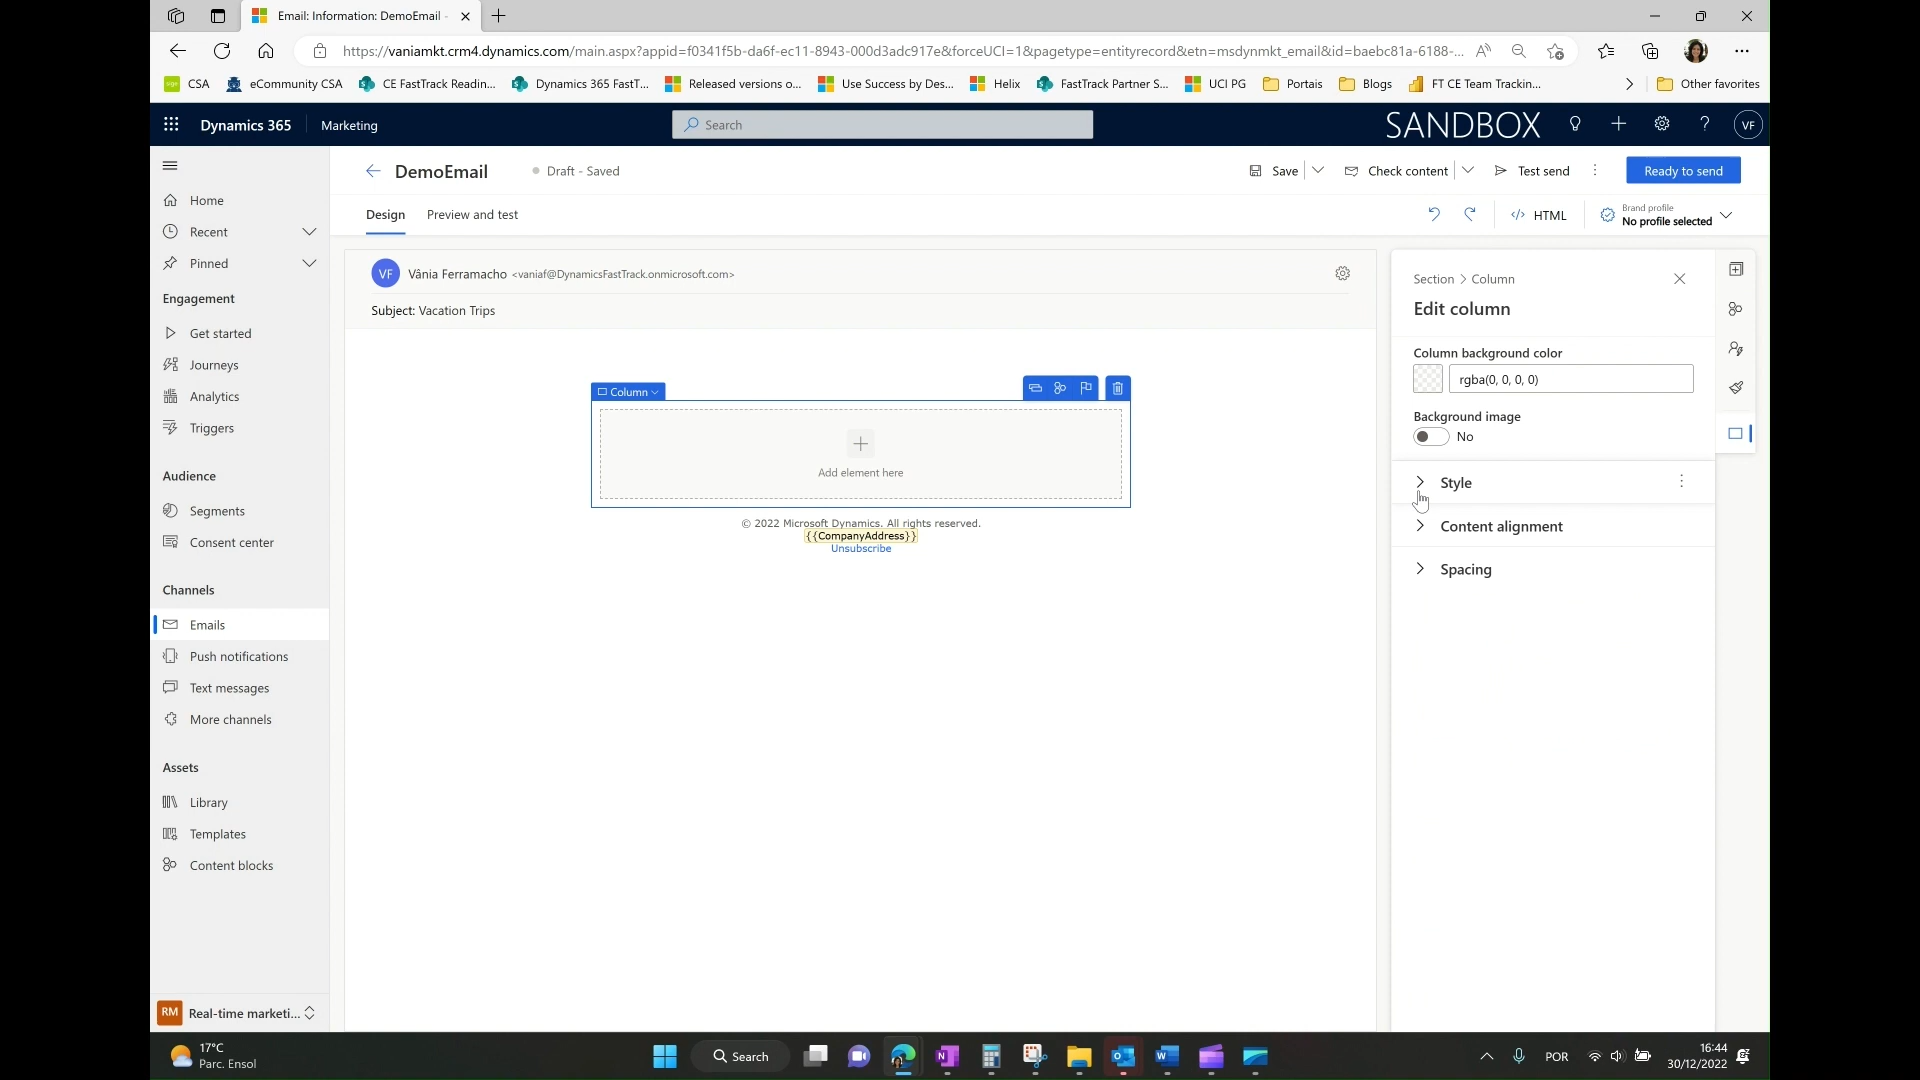 Email: Information: DemoEmail -
https://vaniamkt.crm4.dynamics.com/main.aspx?appid=f0341f5b-da6f-ec11-8943-000d3adc917e&forceUCI=1&pagetype=entityrecord&etn=msdynmkt_email&id=baebc81a-6188-...
CSA eCommunity CSA CE FastTrack Readin... Dynamics 365 FastT... Released versions o... Use Success by Des... Helix FastTrack Partner S... UCI PG Portais Blogs FT CE Team Trackin... Other favorites
Dynamics 365 Marketing Search SANDBOX VF
DemoEmail Draft - Saved Save Check content Test send Ready to send
Home
Recent
Pinned
Engagement
Get started
Journeys
Analytics
Triggers
Audience
Segments
Consent center
Channels
Emails
Push notifications
Text messages
More channels
Assets
Library
Templates
Content blocks
RM Real-time marketi...
Design Preview and test HTML Brand profile
No profile selected
VF Vânia Ferramacho <vaniaf@DynamicsFastTrack.onmicrosoft.com>
Subject: Vacation Trips
Column
Add element here
© 2022 Microsoft Dynamics. All rights reserved.
{{CompanyAddress}}
Unsubscribe
Section > Column
Edit column
Column background color
rgba(0, 0, 0, 0)
Background image
No
Style
Content alignment
Spacing
17°C
Parc. Ensol
Search
POR
16:44
30/12/2022